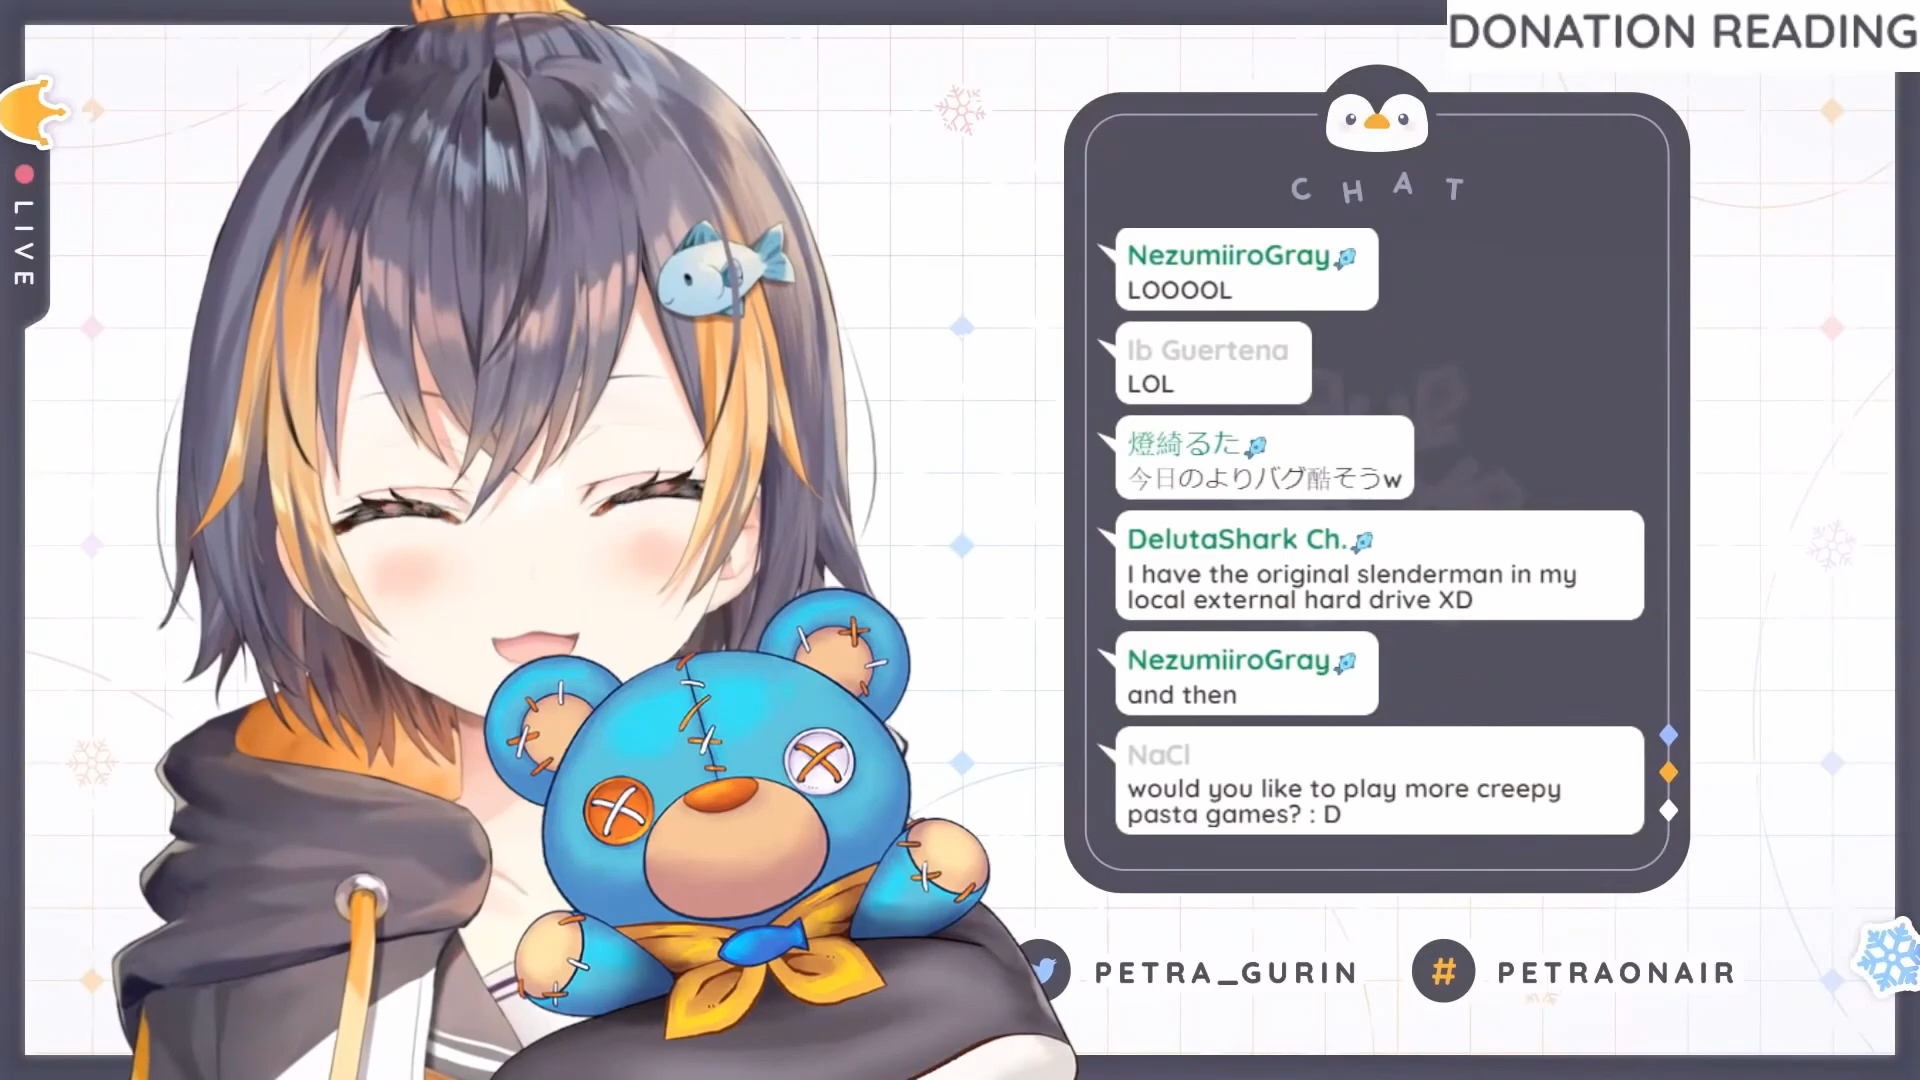 DONATION READING
LIVE
CHAT
NezumiiroGray
LOOOOL
Ib Guertena
LOL
燈綺るた
今日のよりバグ酷そうw
DelutaShark Ch.
I have the original slenderman in my
local external hard drive XD
NezumiiroGray
and then
NaCl
would you like to play more creepy
pasta games? : D
PETRA_GURIN
# PETRAONAIR